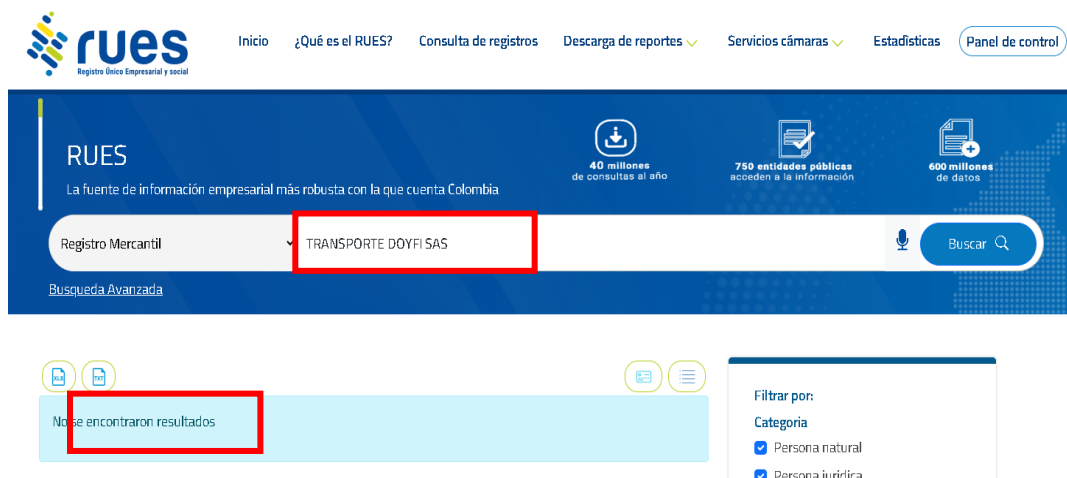 rues
Registro Único Empresarial y social
Inicio
¿Qué es el RUES?
Consulta de registros
Descarga de reportes
Servicios cámaras
Estadísticas
Panel de control
RUES
La fuente de información empresarial más robusta con la que cuenta Colombia
40 millones
de consultas al año
750 entidades públicas
acceden a la información
600 millones
de datos
Registro Mercantil
TRANSPORTE DOYFI SAS
Buscar
Busqueda Avanzada
XLS
TXT
No se encontraron resultados
Filtrar por:
Categoria
Persona natural
Persona juridica